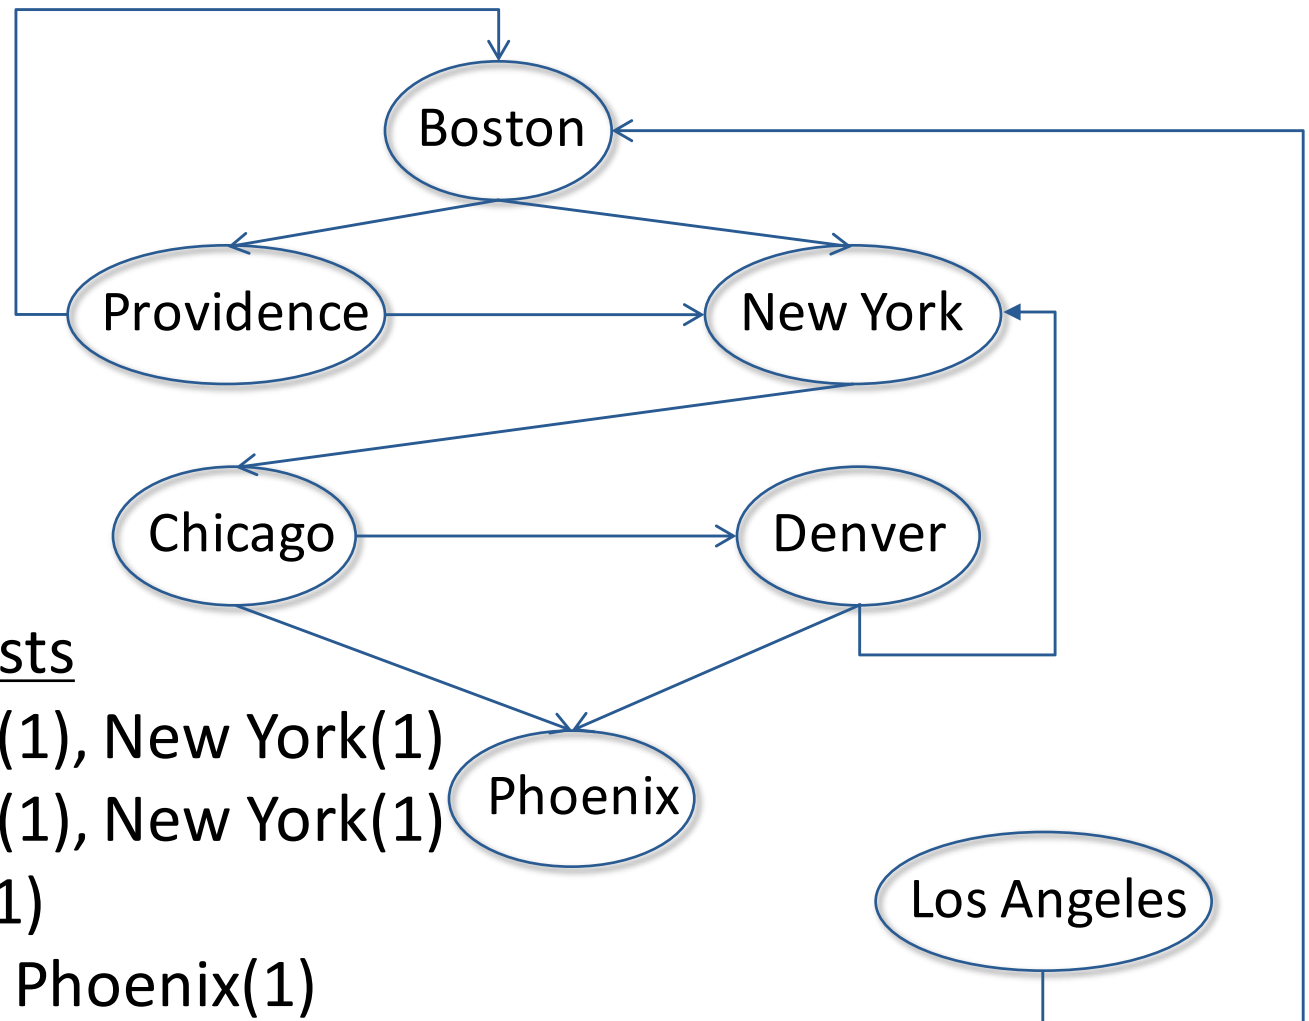 Boston
Providence New York
Chicago Denver
sts
(1), New York(1)
(1), New York(1)
Phoenix
1)
Los Angeles
Phoenix(1)